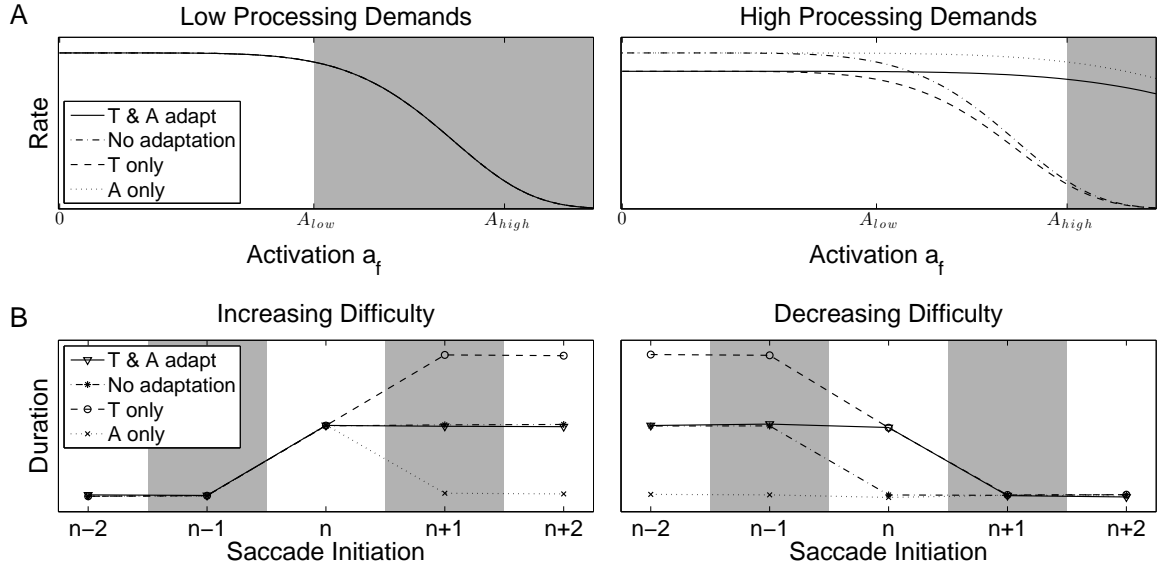 A
Low Processing Demands
High Processing Demands
Rate
T & A adapt
No adaptation
T only
A only
0
A_low
A_high
0
A_low
A_high
Activation a_f
Activation a_f
B
Increasing Difficulty
Decreasing Difficulty
Duration
T & A adapt
No adaptation
T only
A only
n−2
n−1
n
n+1
n+2
n−2
n−1
n
n+1
n+2
Saccade Initiation
Saccade Initiation